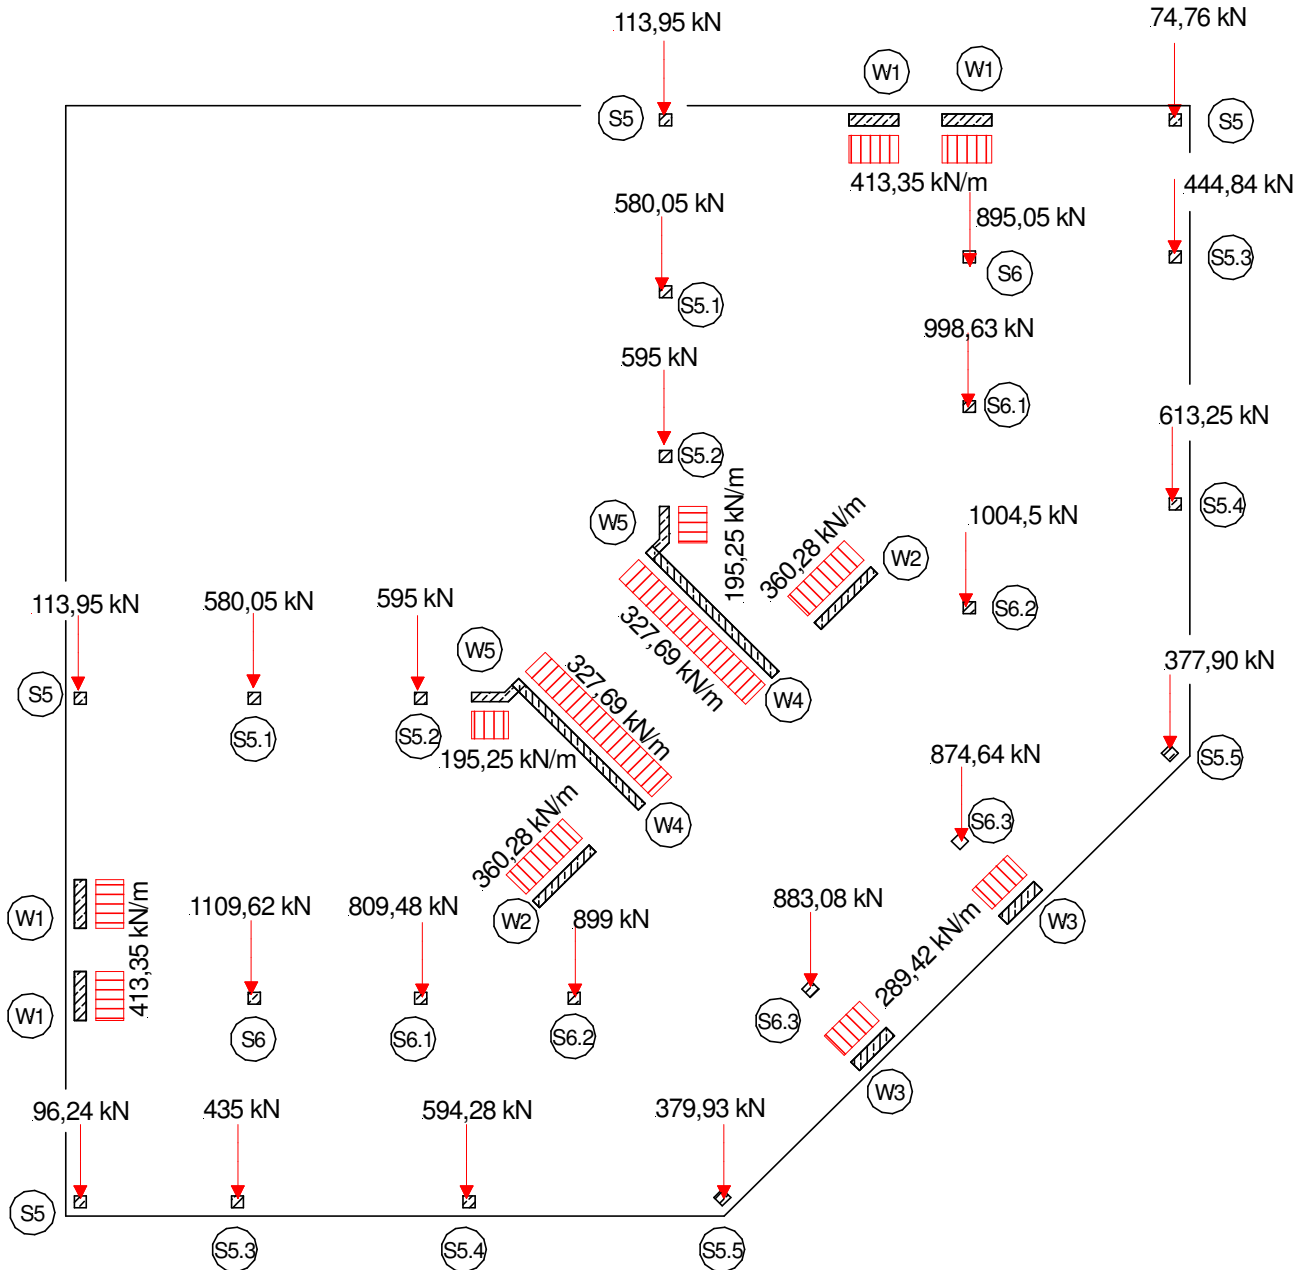 113,95 kN
74,76 kN
W1
W1
S5
S5
413,35 kN/m
444,84 kN
580,05 kN
895,05 kN
S5.3
S6
S5.1
998,63 kN
595 kN
S6.1
613,25 kN
S5.2
195,25 kN/m
W5
1004,5 kN
S5.4
360,28 kN/m
W2
113,95 kN
580,05 kN
595 kN
S6.2
327,69 kN/m
W5
377,90 kN
S5
327,69 kN/m
W4
S5.1
S5.2
195,25 kN/m
874,64 kN
S5.5
W4
S6.3
360,28 kN/m
883,08 kN
W1
413,35 kN/m
1109,62 kN
809,48 kN
W2
899 kN
289,42 kN/m
W3
W1
S6
S6.1
S6.2
S6.3
W3
96,24 kN
435 kN
594,28 kN
379,93 kN
S5
S5.3
S5.4
S5.5